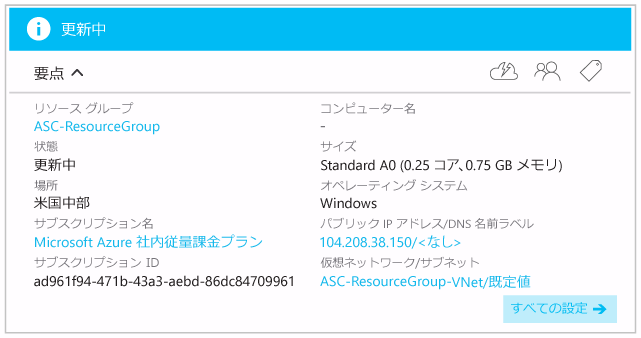 更新中
要点
リソース グループ
ASC-ResourceGroup
状態
更新中
場所
米国中部
サブスクリプション名
Microsoft Azure 社内従量課金プラン
サブスクリプション ID
ad961f94-471b-43a3-aebd-86dc84709961
コンピューター名
-
サイズ
Standard A0 (0.25 コア、0.75 GB メモリ)
オペレーティング システム
Windows
パブリック IP アドレス/DNS 名前ラベル
104.208.38.150/<なし>
仮想ネットワーク/サブネット
ASC-ResourceGroup-VNet/既定値
すべての設定 →